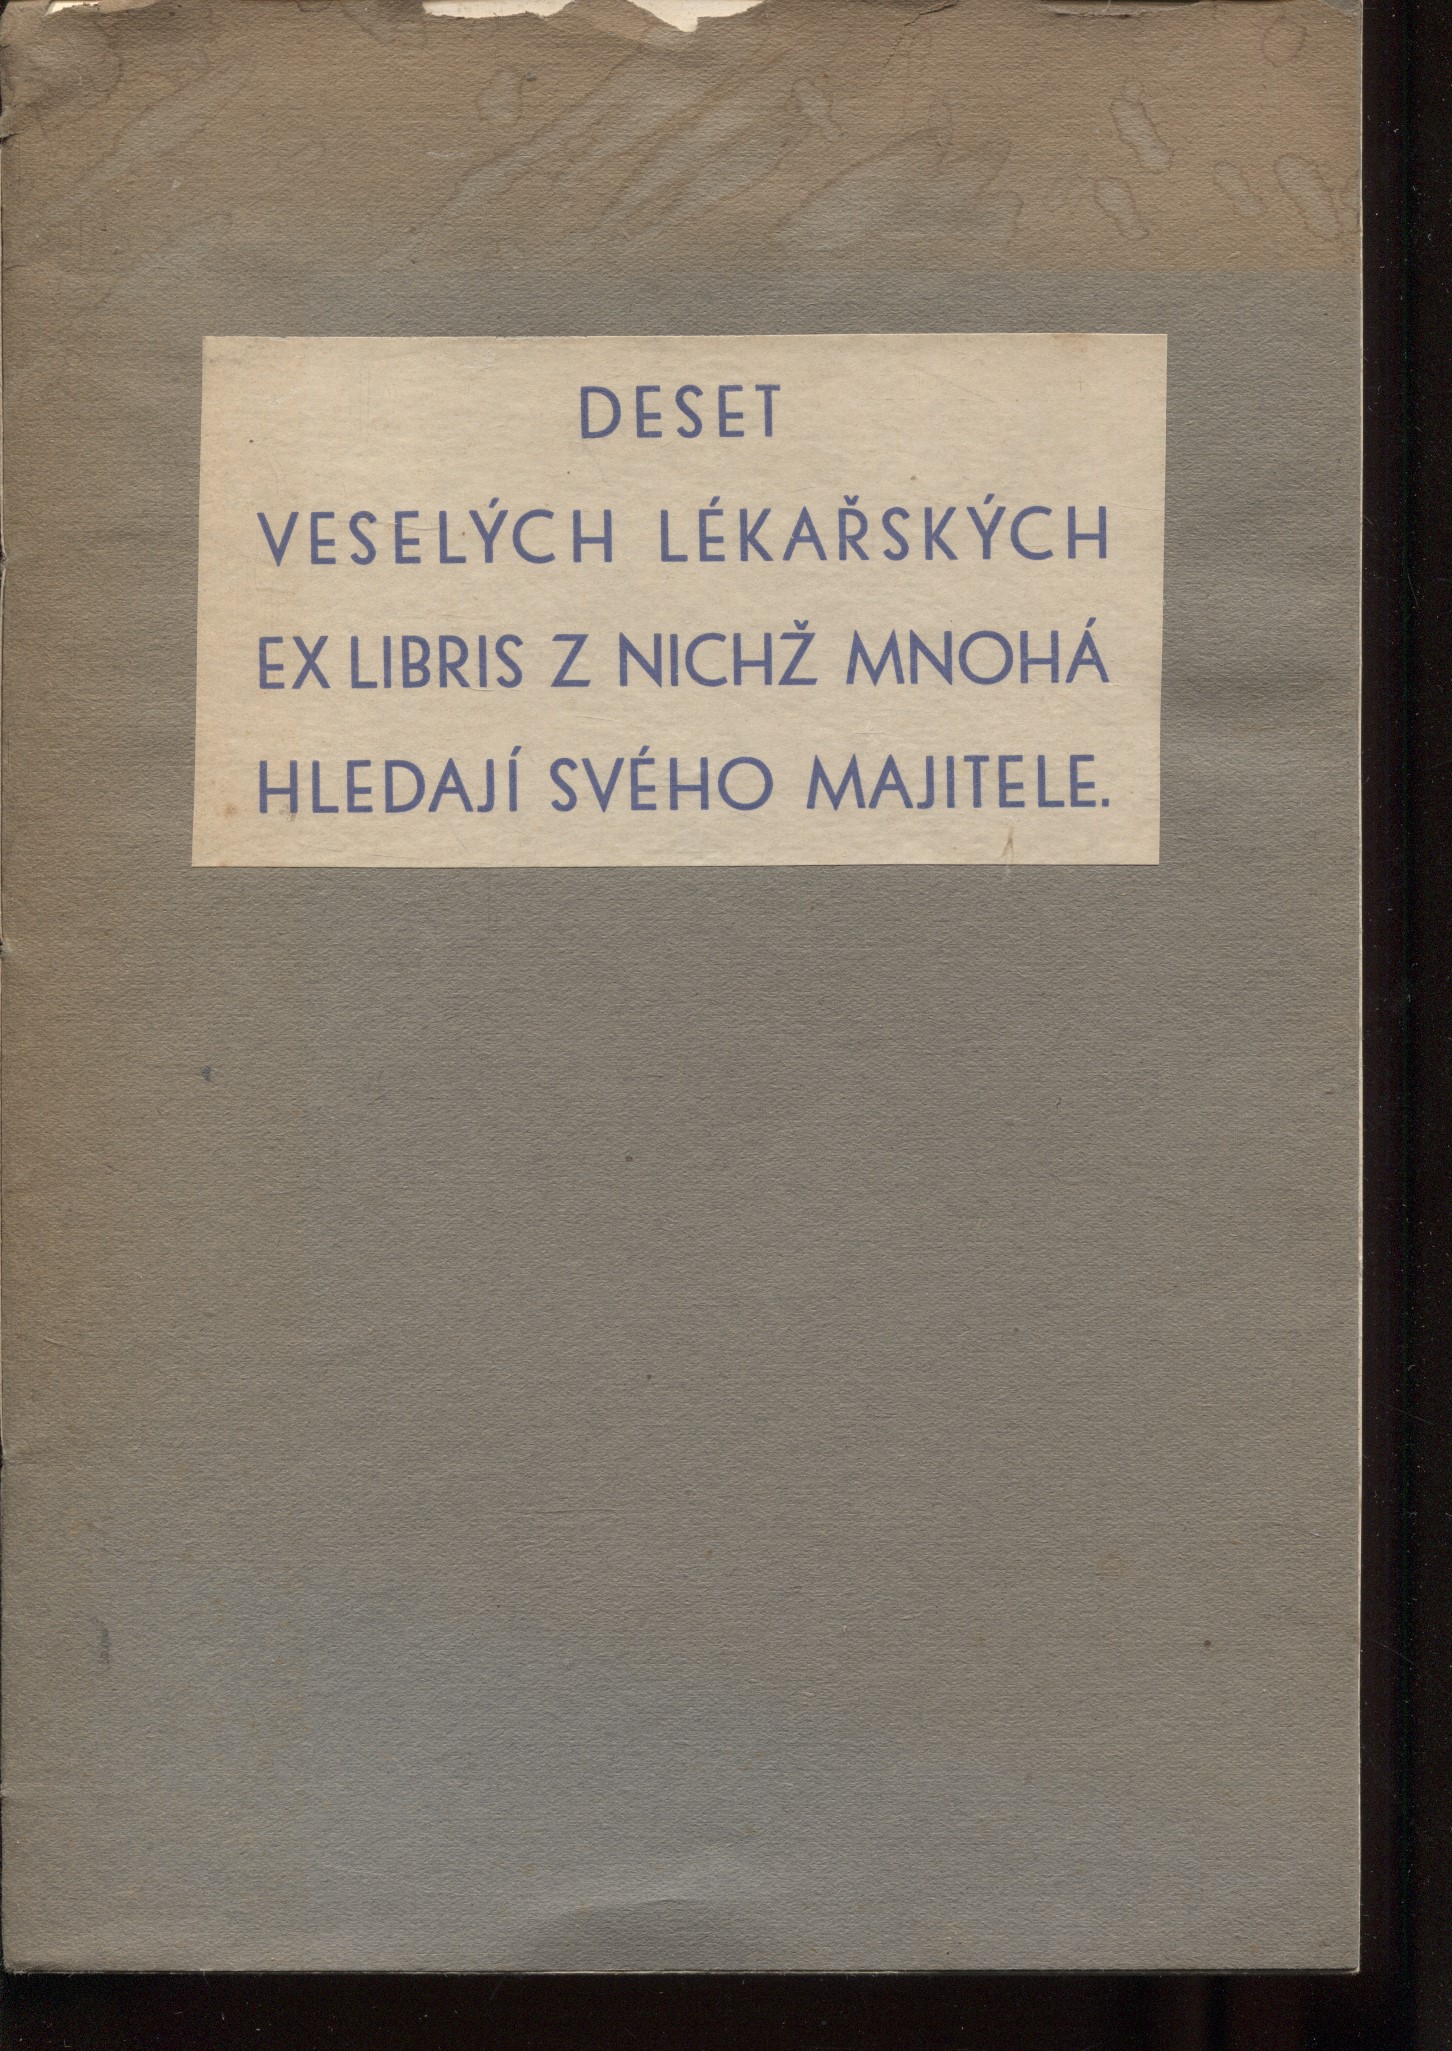 DESET
VESELÝCH LÉKAŘSKÝCH
EX LIBRIS Z NICHŽ MNOHÁ
HLEDAJÍ SVÉHO MAJITELE.